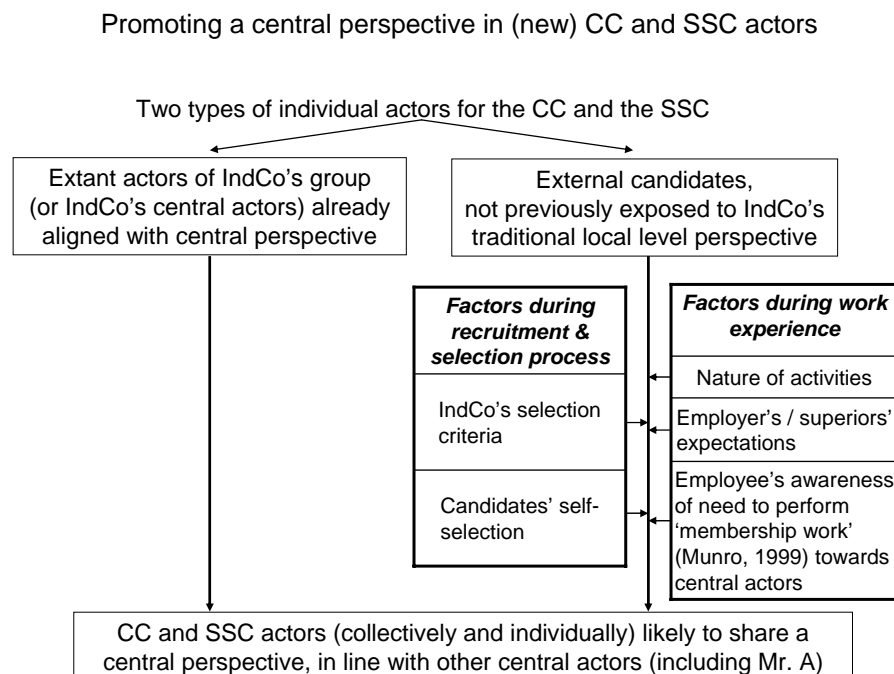 Promoting a central perspective in (new) CC and SSC actors
Two types of individual actors for the CC and the SSC
Extant actors of IndCo's group
(or IndCo's central actors) already
aligned with central perspective
External candidates,
not previously exposed to IndCo's
traditional local level perspective
Factors during
recruitment &
selection process
IndCo's selection
criteria
Candidates' self-
selection
Factors during work
experience
Nature of activities
Employer's / superiors'
expectations
Employee's awareness
of need to perform
'membership work'
(Munro, 1999) towards
central actors
CC and SSC actors (collectively and individually) likely to share a
central perspective, in line with other central actors (including Mr. A)